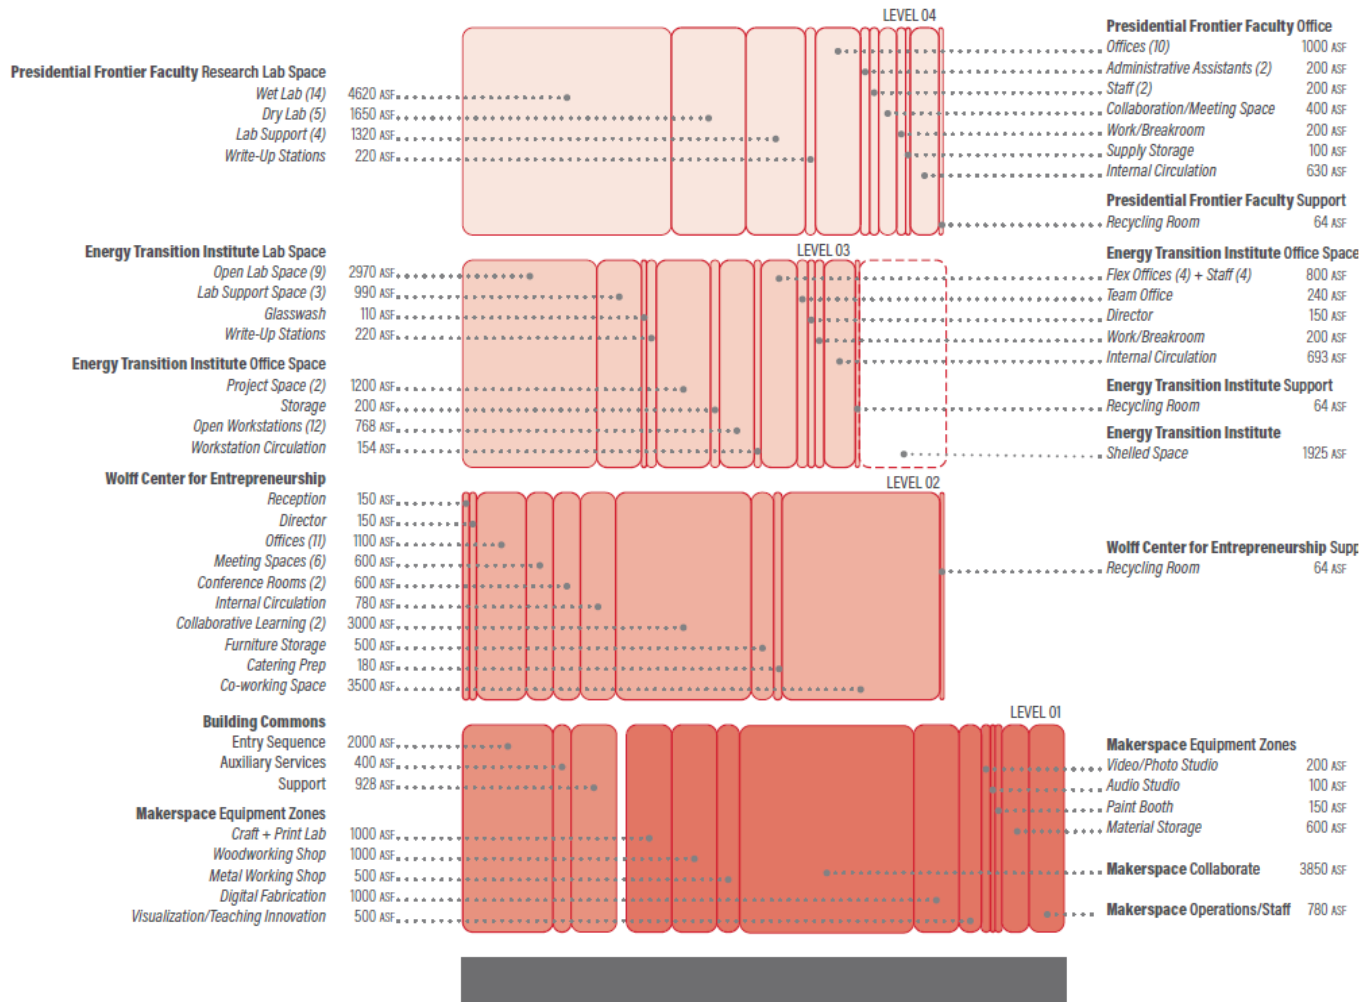 LEVEL 04
Presidential Frontier Faculty Research Lab Space
Wet Lab (14) 4620 ASF
Dry Lab (5) 1650 ASF
Lab Support (4) 1320 ASF
Write-Up Stations 220 ASF
Presidential Frontier Faculty Office
Offices (10) 1000 ASF
Administrative Assistants (2) 200 ASF
Staff (2) 200 ASF
Collaboration/Meeting Space 400 ASF
Work/Breakroom 200 ASF
Supply Storage 100 ASF
Internal Circulation 630 ASF
Presidential Frontier Faculty Support
Recycling Room 64 ASF
LEVEL 03
Energy Transition Institute Lab Space
Open Lab Space (9) 2970 ASF
Lab Support Space (3) 990 ASF
Glasswash 110 ASF
Write-Up Stations 220 ASF
Energy Transition Institute Office Space
Project Space (2) 1200 ASF
Storage 200 ASF
Open Workstations (12) 768 ASF
Workstation Circulation 154 ASF
Energy Transition Institute Office Space
Flex Offices (4) + Staff (4) 800 ASF
Team Office 240 ASF
Director 150 ASF
Work/Breakroom 200 ASF
Internal Circulation 693 ASF
Energy Transition Institute Support
Recycling Room 64 ASF
Energy Transition Institute
Shelled Space 1925 ASF
LEVEL 02
Wolff Center for Entrepreneurship
Reception 150 ASF
Director 150 ASF
Offices (11) 1100 ASF
Meeting Spaces (6) 600 ASF
Conference Rooms (2) 600 ASF
Internal Circulation 780 ASF
Collaborative Learning (2) 3000 ASF
Furniture Storage 500 ASF
Catering Prep 180 ASF
Co-working Space 3500 ASF
Wolff Center for Entrepreneurship Supp
Recycling Room 64 ASF
LEVEL 01
Building Commons
Entry Sequence 2000 ASF
Auxiliary Services 400 ASF
Support 928 ASF
Makerspace Equipment Zones
Craft + Print Lab 1000 ASF
Woodworking Shop 1000 ASF
Metal Working Shop 500 ASF
Digital Fabrication 1000 ASF
Visualization/Teaching Innovation 500 ASF
Makerspace Equipment Zones
Video/Photo Studio 200 ASF
Audio Studio 100 ASF
Paint Booth 150 ASF
Material Storage 600 ASF
Makerspace Collaborate 3850 ASF
Makerspace Operations/Staff 780 ASF